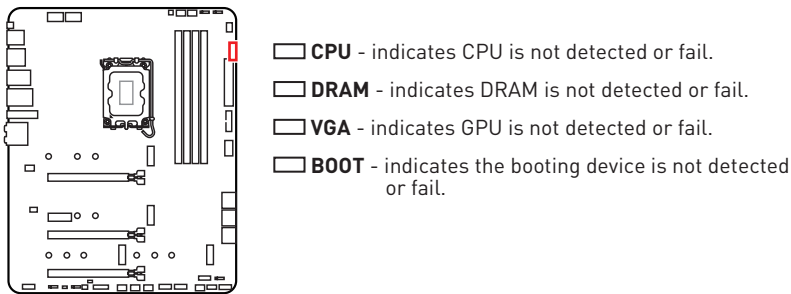 CPU - indicates CPU is not detected or fail.
DRAM - indicates DRAM is not detected or fail.
VGA - indicates GPU is not detected or fail.
BOOT - indicates the booting device is not detected
or fail.